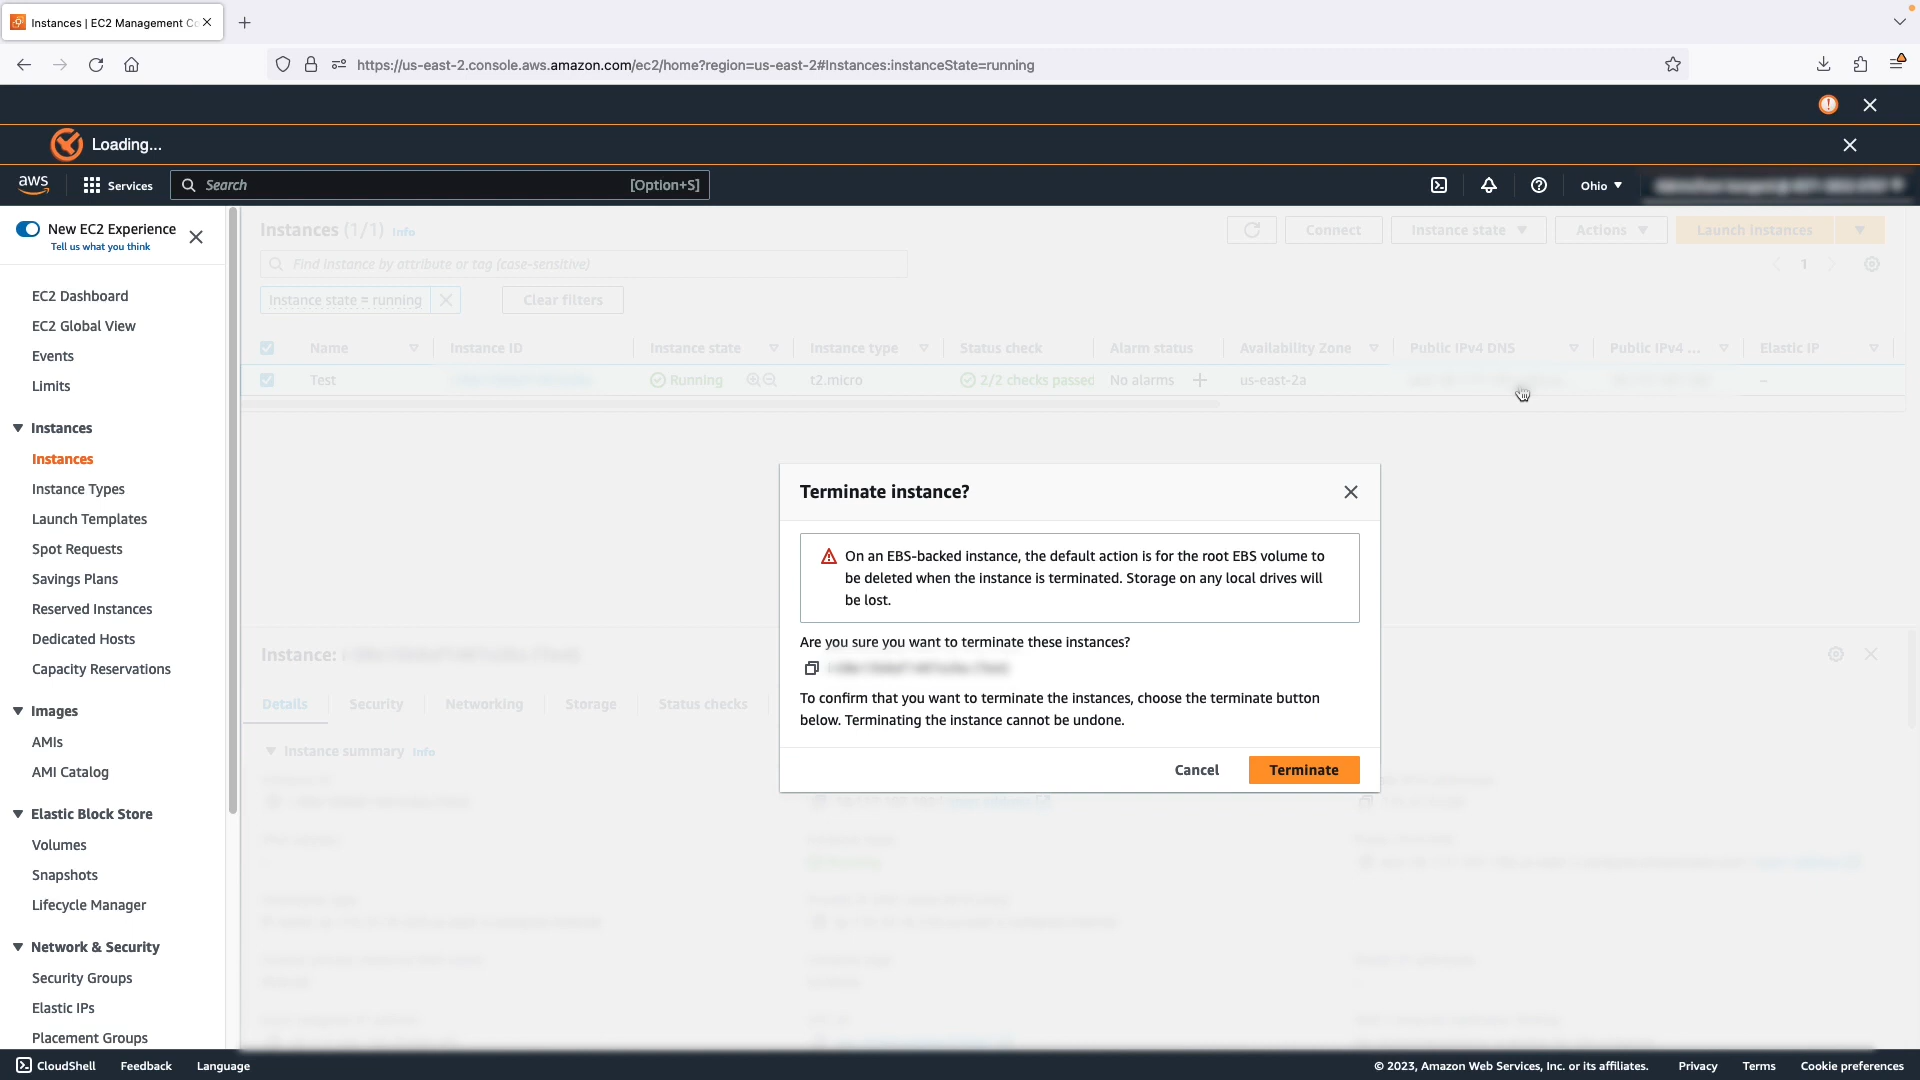 Instances | EC2 Management Co
https://us-east-2.console.aws.amazon.com/ec2/home?region=us-east-2#Instances:instanceState=running
Loading...
aws
Services
Search
[Option+S]
Ohio
New EC2 Experience
Tell us what you think
EC2 Dashboard
EC2 Global View
Events
Limits
Instances
Instances
Instance Types
Launch Templates
Spot Requests
Savings Plans
Reserved Instances
Dedicated Hosts
Capacity Reservations
Images
AMIs
AMI Catalog
Elastic Block Store
Volumes
Snapshots
Lifecycle Manager
Network & Security
Security Groups
Elastic IPs
Placement Groups
Instances (1/1) Info
Connect
Instance state
Actions
Launch instances
Find instance by attribute or tag (case-sensitive)
1
Instance state = running
Clear filters
Name Instance ID Instance state Instance type Status check Alarm status Availability Zone Public IPv4 DNS Public IPv4 ... Elastic IP
Test Running t2.micro 2/2 checks passed No alarms + us-east-2a –
Terminate instance?
On an EBS-backed instance, the default action is for the root EBS volume to
be deleted when the instance is terminated. Storage on any local drives will
be lost.
Are you sure you want to terminate these instances?
To confirm that you want to terminate the instances, choose the terminate button
below. Terminating the instance cannot be undone.
Cancel
Terminate
Instance:
Details
Security
Networking
Storage
Status checks
Instance summary Info
CloudShell
Feedback
Language
© 2023, Amazon Web Services, Inc. or its affiliates.
Privacy
Terms
Cookie preferences